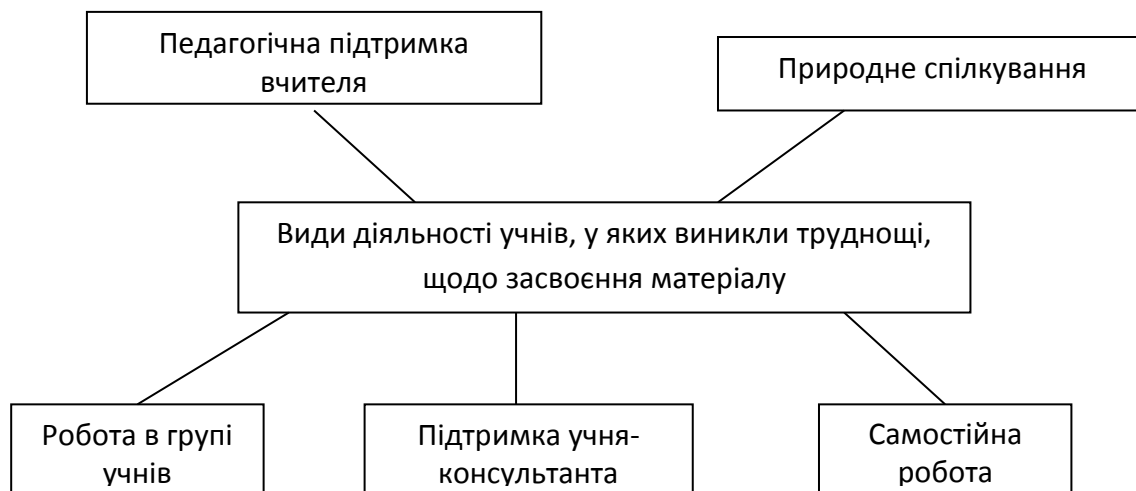 Педагогічна підтримка
вчителя
Природне спілкування
Види діяльності учнів, у яких виникли труднощі,
щодо засвоєння матеріалу
Робота в групі
учнів
Підтримка учня-
консультанта
Самостійна
робота